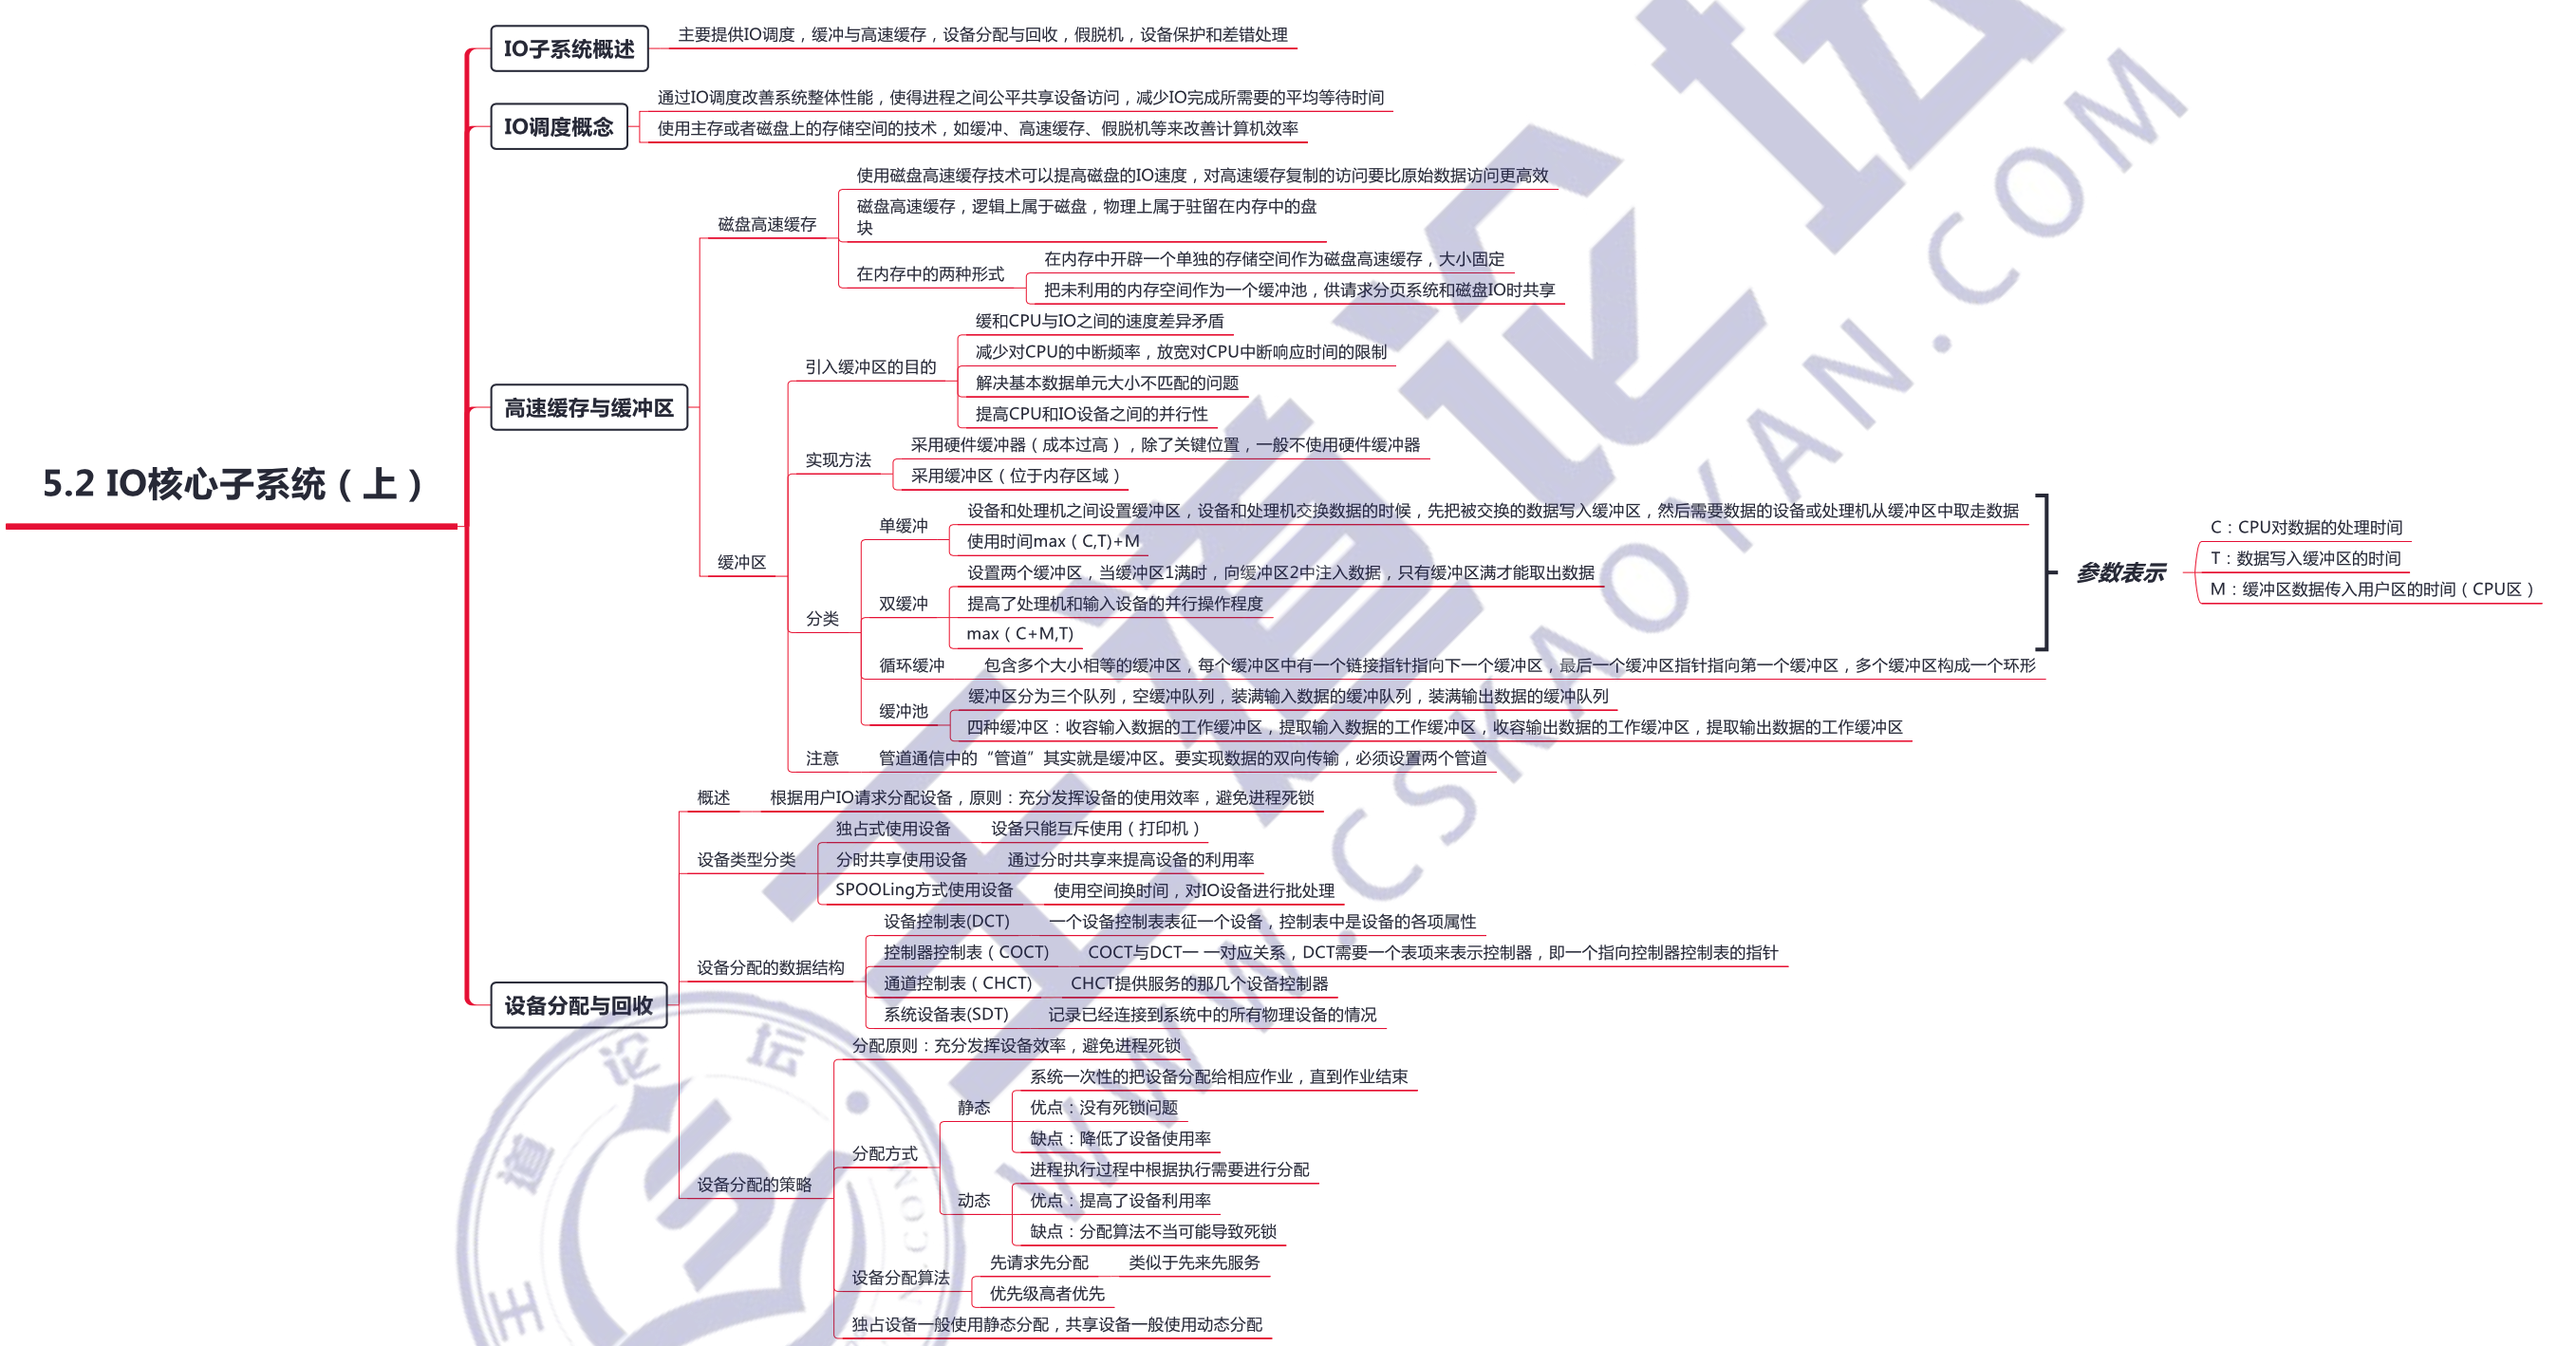 5.2 IO核心子系统（上）
IO子系统概述
主要提供IO调度，缓冲与高速缓存，设备分配与回收，假脱机，设备保护和差错处理
IO调度概念
通过IO调度改善系统整体性能，使得进程之间公平共享设备访问，减少IO完成所需要的平均等待时间
使用主存或者磁盘上的存储空间的技术，如缓冲、高速缓存、假脱机等来改善计算机效率
高速缓存与缓冲区
磁盘高速缓存
使用磁盘高速缓存技术可以提高磁盘的IO速度，对高速缓存复制的访问要比原始数据访问更高效
磁盘高速缓存，逻辑上属于磁盘，物理上属于驻留在内存中的盘
块
在内存中的两种形式
在内存中开辟一个单独的存储空间作为磁盘高速缓存，大小固定
把未利用的内存空间作为一个缓冲池，供请求分页系统和磁盘IO时共享
缓冲区
引入缓冲区的目的
缓和CPU与IO之间的速度差异矛盾
减少对CPU的中断频率，放宽对CPU中断响应时间的限制
解决基本数据单元大小不匹配的问题
提高CPU和IO设备之间的并行性
实现方法
采用硬件缓冲器（成本过高），除了关键位置，一般不使用硬件缓冲器
采用缓冲区（位于内存区域）
分类
单缓冲
设备和处理机之间设置缓冲区，设备和处理机交换数据的时候，先把被交换的数据写入缓冲区，然后需要数据的设备或处理机从缓冲区中取走数据
使用时间max（C,T)+M
双缓冲
设置两个缓冲区，当缓冲区1满时，向缓冲区2中注入数据，只有缓冲区满才能取出数据
提高了处理机和输入设备的并行操作程度
max（C+M,T)
参数表示
C：CPU对数据的处理时间
T：数据写入缓冲区的时间
M：缓冲区数据传入用户区的时间（CPU区）
循环缓冲
包含多个大小相等的缓冲区，每个缓冲区中有一个链接指针指向下一个缓冲区，最后一个缓冲区指针指向第一个缓冲区，多个缓冲区构成一个环形
缓冲池
缓冲区分为三个队列，空缓冲队列，装满输入数据的缓冲队列，装满输出数据的缓冲队列
四种缓冲区：收容输入数据的工作缓冲区，提取输入数据的工作缓冲区，收容输出数据的工作缓冲区，提取输出数据的工作缓冲区
注意
管道通信中的“管道”其实就是缓冲区。要实现数据的双向传输，必须设置两个管道
设备分配与回收
概述
根据用户IO请求分配设备，原则：充分发挥设备的使用效率，避免进程死锁
设备类型分类
独占式使用设备
设备只能互斥使用（打印机）
分时共享使用设备
通过分时共享来提高设备的利用率
SPOOLing方式使用设备
使用空间换时间，对IO设备进行批处理
设备分配的数据结构
设备控制表(DCT)
一个设备控制表表征一个设备，控制表中是设备的各项属性
控制器控制表（COCT)
COCT与DCT一 一对应关系，DCT需要一个表项来表示控制器，即一个指向控制器控制表的指针
通道控制表（CHCT)
CHCT提供服务的那几个设备控制器
系统设备表(SDT)
记录已经连接到系统中的所有物理设备的情况
设备分配的策略
分配原则：充分发挥设备效率，避免进程死锁
分配方式
静态
系统一次性的把设备分配给相应作业，直到作业结束
优点：没有死锁问题
缺点：降低了设备使用率
动态
进程执行过程中根据执行需要进行分配
优点：提高了设备利用率
缺点：分配算法不当可能导致死锁
设备分配算法
先请求先分配
类似于先来先服务
优先级高者优先
独占设备一般使用静态分配，共享设备一般使用动态分配
王道论坛
WWW.CSKAOYAN.COM
王道论坛